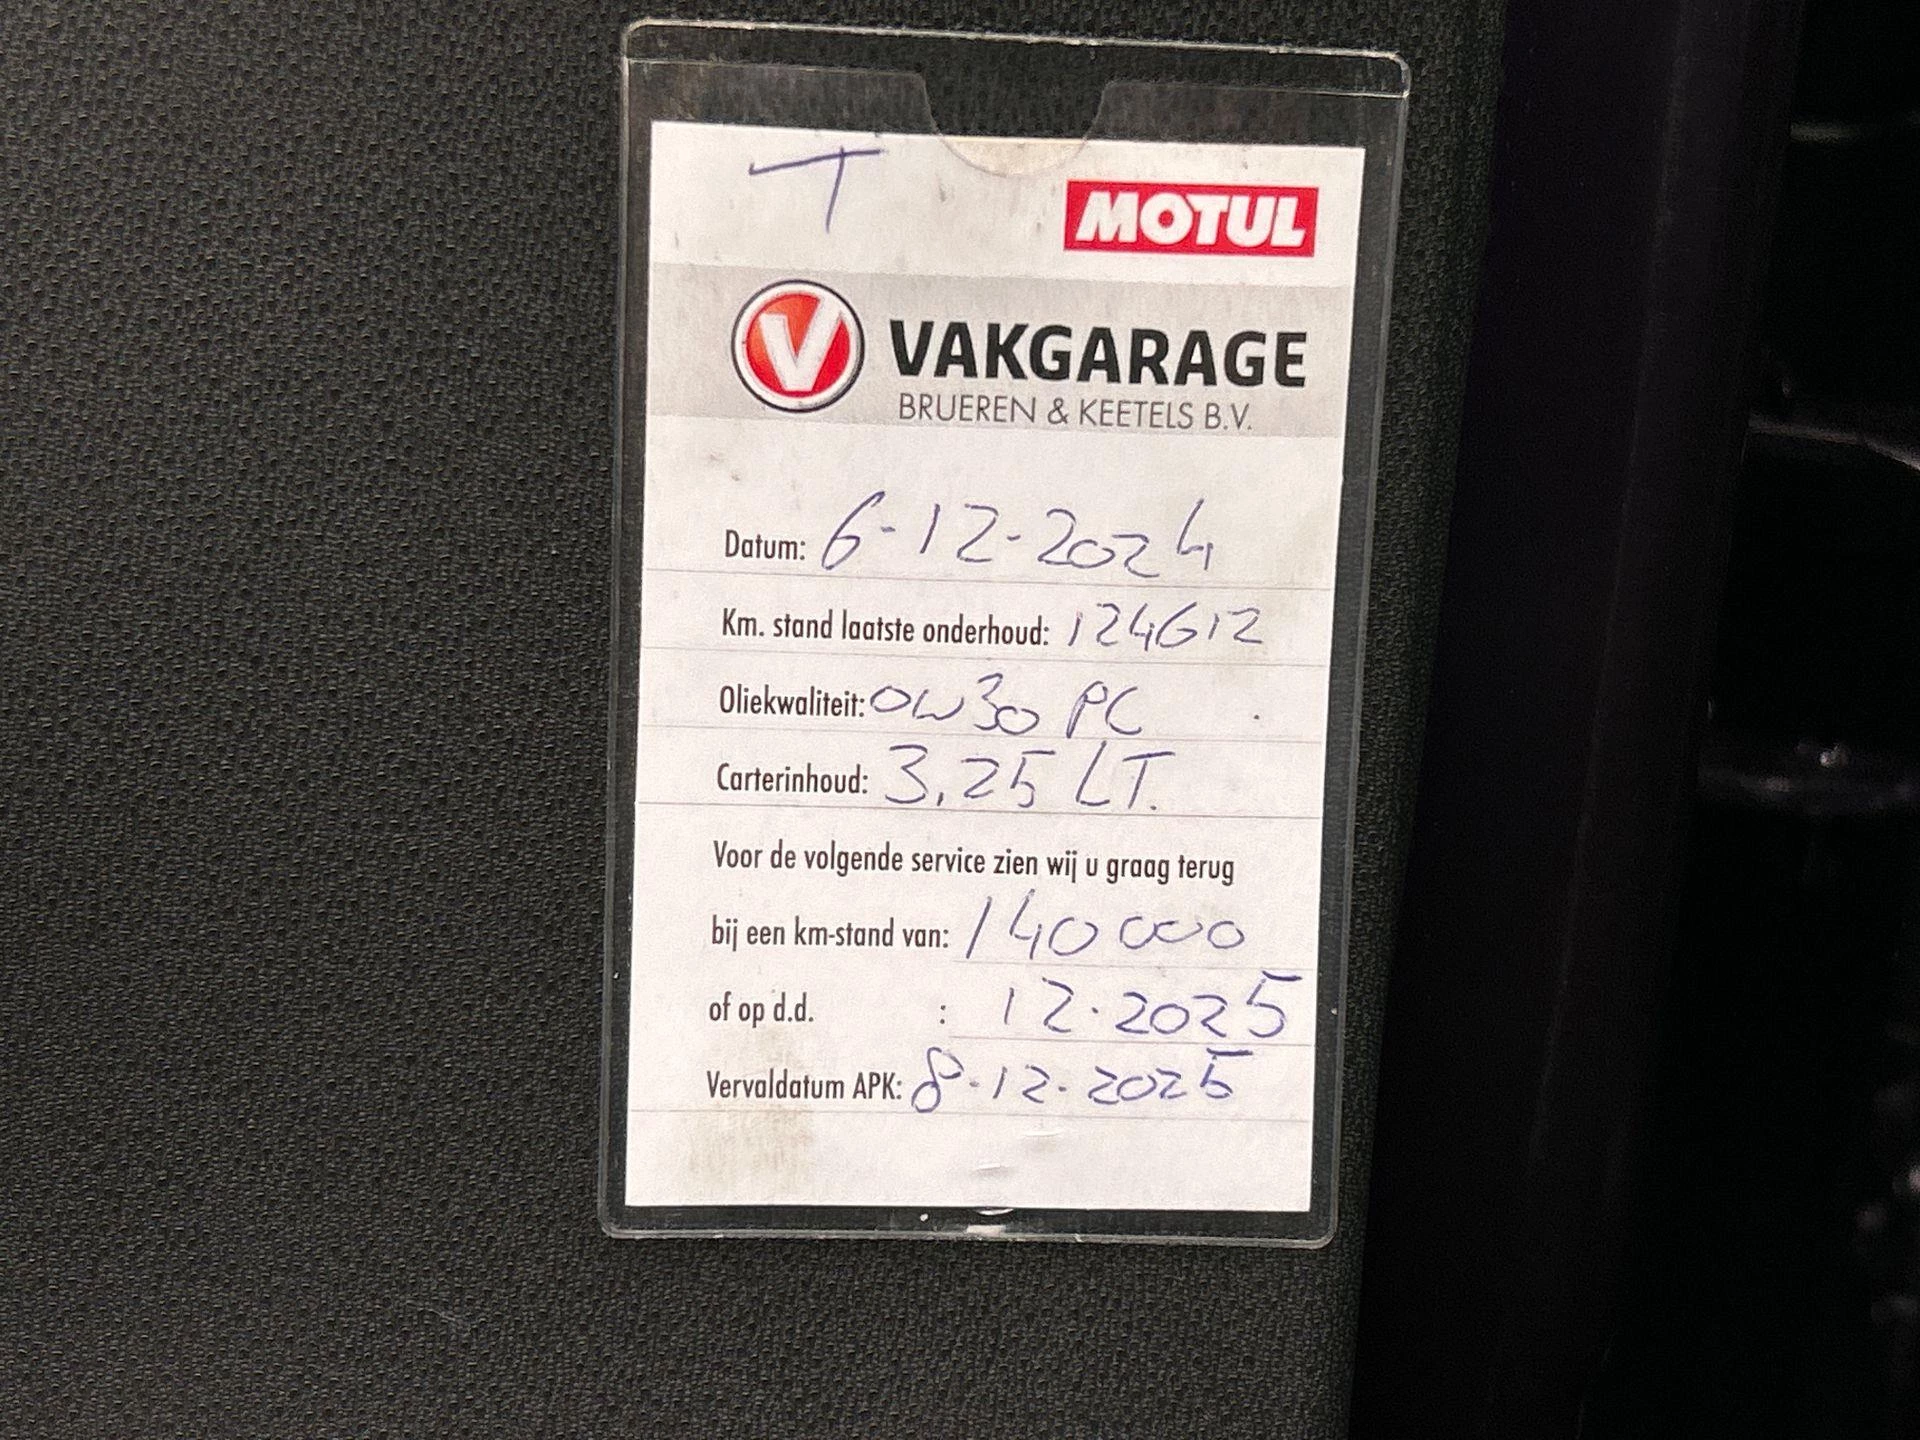 T
MOTUL
V VAKGARAGE
BRUEREN & KEETELS B.V.
Datum: 6-12-2024
Km. stand laatste onderhoud: 124612
Oliekwaliteit: 0W30 PC
Carterinhoud: 3,25 LT.
Voor de volgende service zien wij u graag terug
bij een km-stand van: 140000
of op d.d. : 12-2025
Vervaldatum APK: 8-12-2025